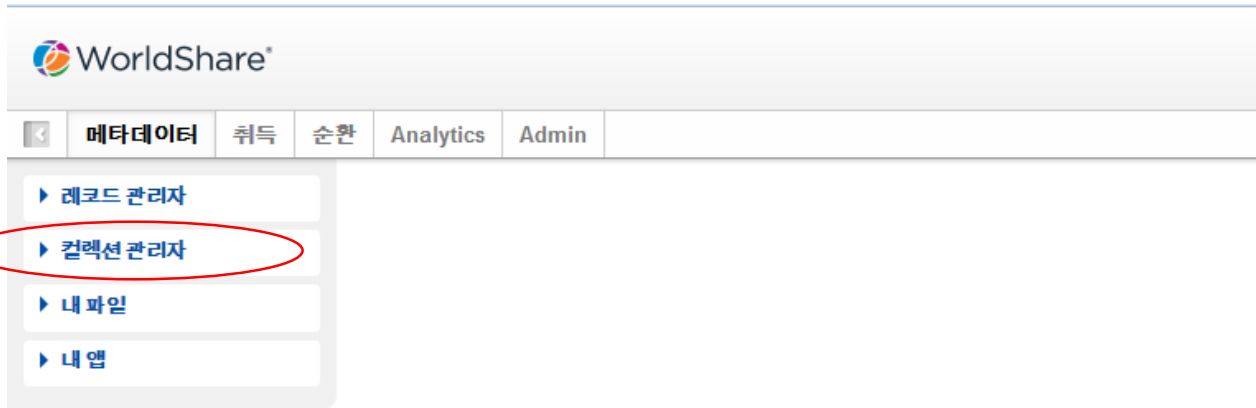 WorldShare®
메타데이터 취득 순환 Analytics Admin
레코드 관리자
컬렉션 관리자
내 파일
내 앱